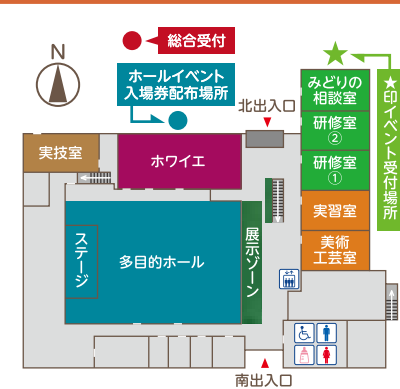 N
総合受付
ホールイベント
入場券配布場所
北出入口
みどりの
相談室
研修室
②
研修室
①
★印イベント受付場所
実技室
ホワイエ
実習室
美術
工芸室
ステージ
多目的ホール
展示ゾーン
南出入口